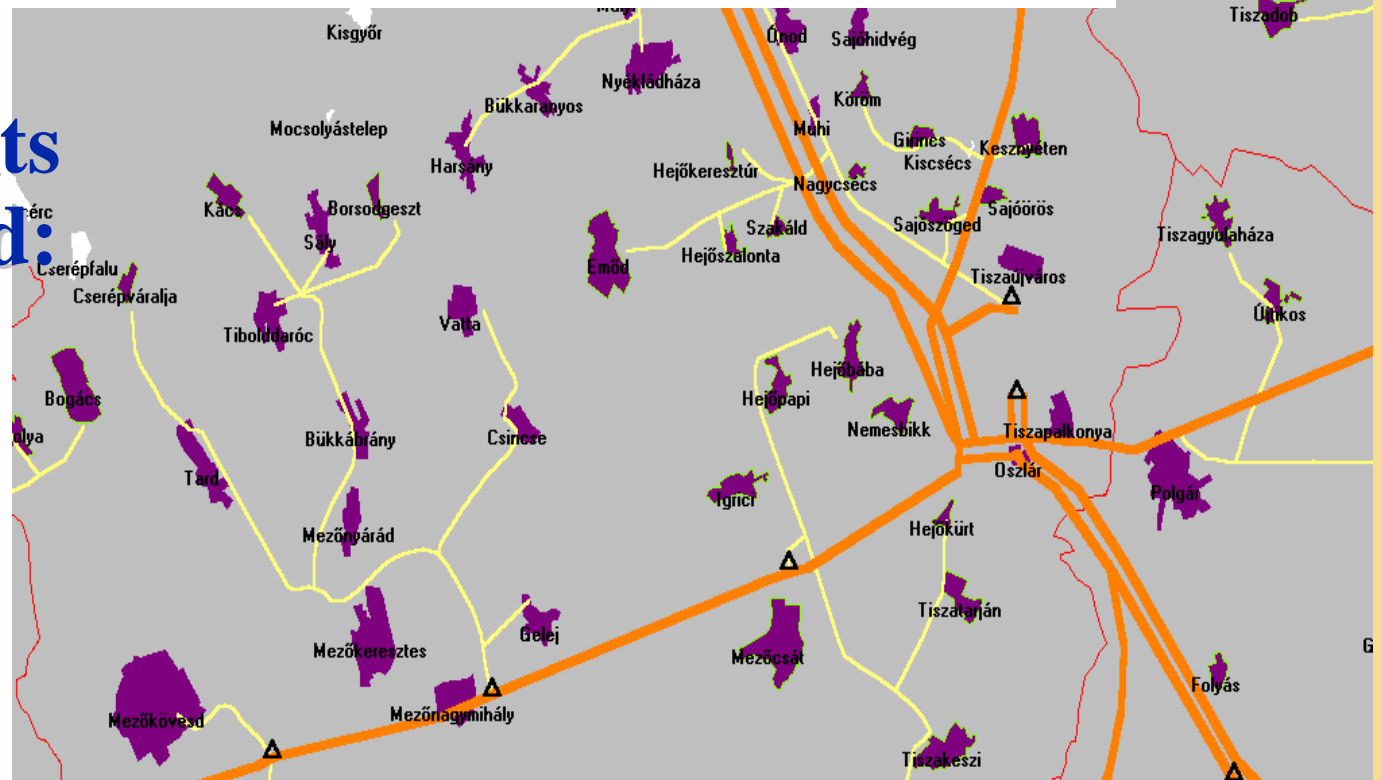 Kisgyőr
Ónod
Sajóhidvég
Tiszadob
Nyékládháza
Bükkaranyos
Köröm
Mocsolyástelep
Muhi
ts
Girincs
Kesznyéten
Kiscsécs
Harsány
Hejőkeresztúr
Nagycsécs
Kács
Borsodgeszt
Sajóörös
Sajószöged
Szakáld
Tiszagyulaháza
Sály
d:
Hejőszalonta
Emőd
Cserépfalu
Tiszaújváros
Cserépváralja
Újtikos
Vatta
Tibolddaróc
Hejőbába
Bogács
Hejőpapi
Nemesbikk
Tiszapalkonya
olya
Bükkábrány
Csincse
Oszlár
Tard
Igrici
Polgár
Hejőkürt
Mezőnyárád
Tiszatarján
Gelej
Mezőkeresztes
Mezőcsát
G
Folyás
Mezőnagymihály
Mezőkövesd
Tiszakeszi